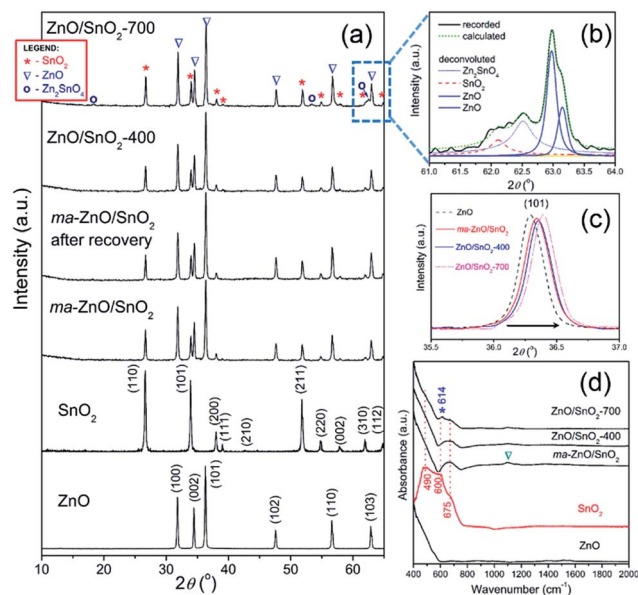 (a)
ZnO/SnO₂-700
LEGEND:
* - SnO₂
▽ - ZnO
o - Zn₂SnO₄
ZnO/SnO₂-400
ma-ZnO/SnO₂
after recovery
ma-ZnO/SnO₂
SnO₂
(110)
(101)
(200)
(111)
(210)
(211)
(220)
(002)
(310)
(112)
ZnO
(100)
(002)
(101)
(102)
(110)
(103)
10 20 30 40 50 60
2θ (°)
Intensity (a.u.)
(b)
recorded
calculated
deconvoluted
Zn₂SnO₄
SnO₂
ZnO
ZnO
Intensity (a.u.)
61.0 61.5 62.0 62.5 63.0 63.5 64.0
2θ (°)
(c)
(101)
ZnO
ma-ZnO/SnO₂
ZnO/SnO₂-400
ZnO/SnO₂-700
Intensity (a.u.)
35.5 36.0 36.5 37.0
2θ (°)
(d)
* 614
ZnO/SnO₂-700
ZnO/SnO₂-400
ma-ZnO/SnO₂
▽
490
600
675
SnO₂
ZnO
Absorbance (a.u.)
400 600 800 1000 1200 1400 1600 1800 2000
Wavenumber (cm⁻¹)